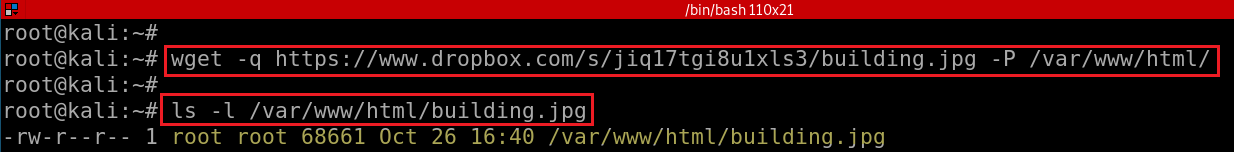 /bin/bash 110x21
root@kali:~#
root@kali:~# wget -q https://www.dropbox.com/s/jiq17tgi8u1xls3/building.jpg -P /var/www/html/
root@kali:~#
root@kali:~# ls -l /var/www/html/building.jpg
-rw-r--r-- 1 root root 68661 Oct 26 16:40 /var/www/html/building.jpg